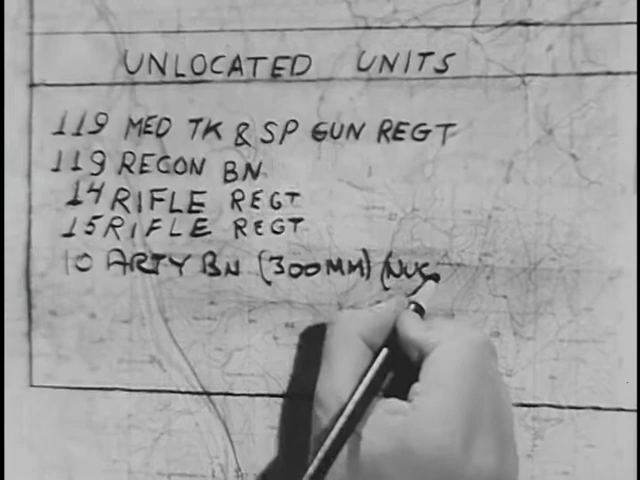 UNLOCATED UNITS
119 MED TK & SP GUN REGT
119 RECON BN
14 RIFLE REGT
15 RIFLE REGT
10 ARTY BN (300MM) (NUC